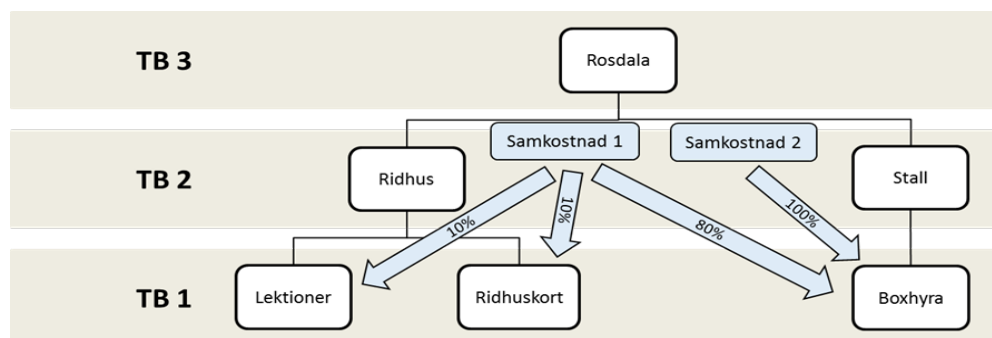 TB 3
Rosdala
Samkostnad 1
Samkostnad 2
TB 2
Ridhus
Stall
10%
10%
80%
100%
TB 1
Lektioner
Ridhuskort
Boxhyra